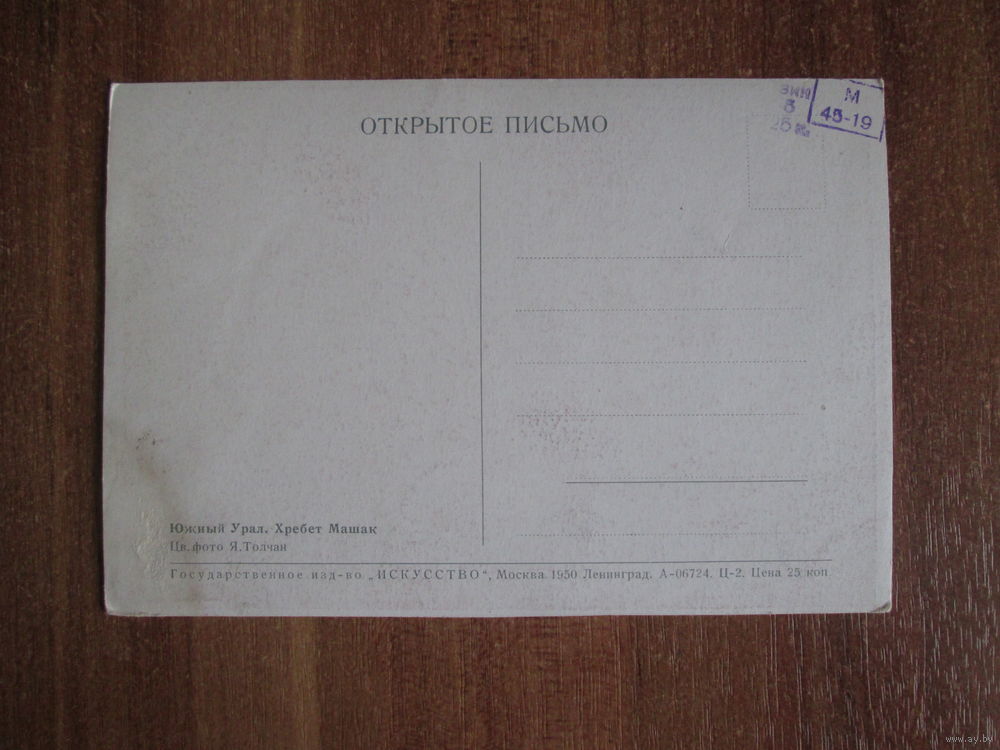 ОТКРЫТОЕ ПИСЬМО
М
45-19
Южный Урал. Хребет Машак
Цв. фото Я. Толчан
Государственное изд-во „ИСКУССТВО“, Москва. 1950 Ленинград. А-06724. Ц-2. Цена 25 коп.
www.ay.by